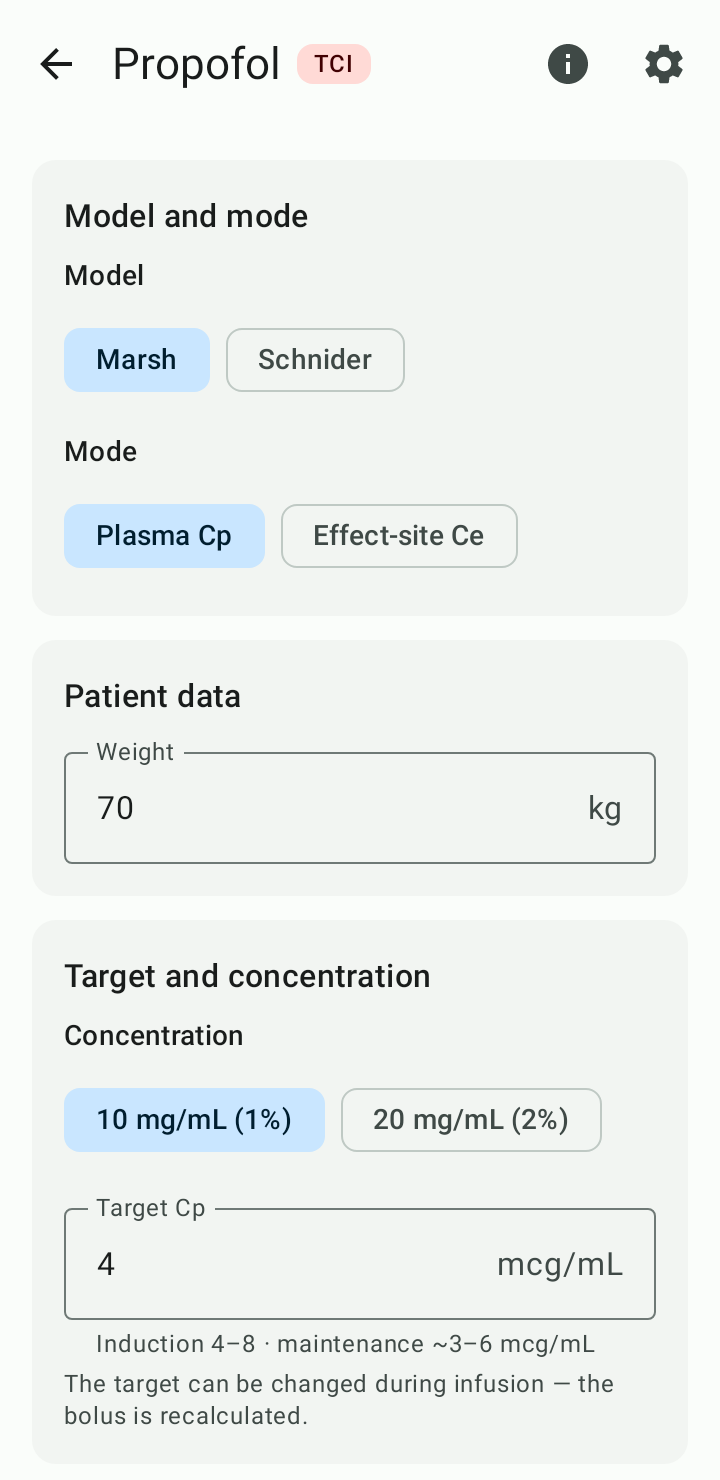 Propofol TCI
Model and mode
Model
Marsh Schnider
Mode
Plasma Cp Effect-site Ce
Patient data
Weight
70 kg
Target and concentration
Concentration
10 mg/mL (1%) 20 mg/mL (2%)
Target Cp
4 mcg/mL
Induction 4–8 · maintenance ~3–6 mcg/mL
The target can be changed during infusion — the
bolus is recalculated.